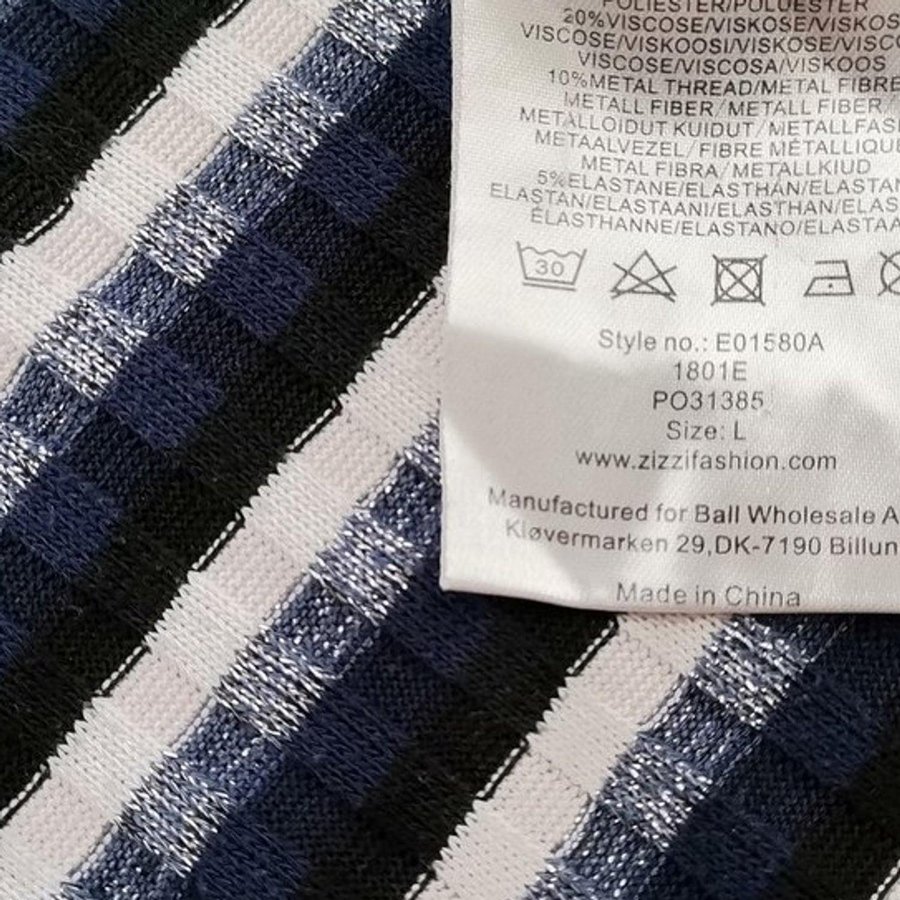 POLIESTER/POLUESTER
20%VISCOSE/VISKOSE/VISKOS
VISCOSE/VISKOOSI/VISKOSE/VISCO
VISCOSE/VISCOSA/VISKOOS
10%METAL THREAD/METAL FIBRE
METALL FIBER/METALL FIBER/
METALLOIDUT KUIDUT/METALLFAS
METAALVEZEL/FIBRE MÉTALLIQUE
METAL FIBRA/METALLKIUD
5%ELASTANE/ELASTHAN/ELASTAN
ELASTAN/ELASTAANI/ELASTHAN/ELAS
ÉLASTHANNE/ELASTANO/ELASTAA
30
Style no.: E01580A
1801E
PO31385
Size: L
www.zizzifashion.com
Manufactured for Ball Wholesale A
Kløvermarken 29,DK-7190 Billun
Made in China